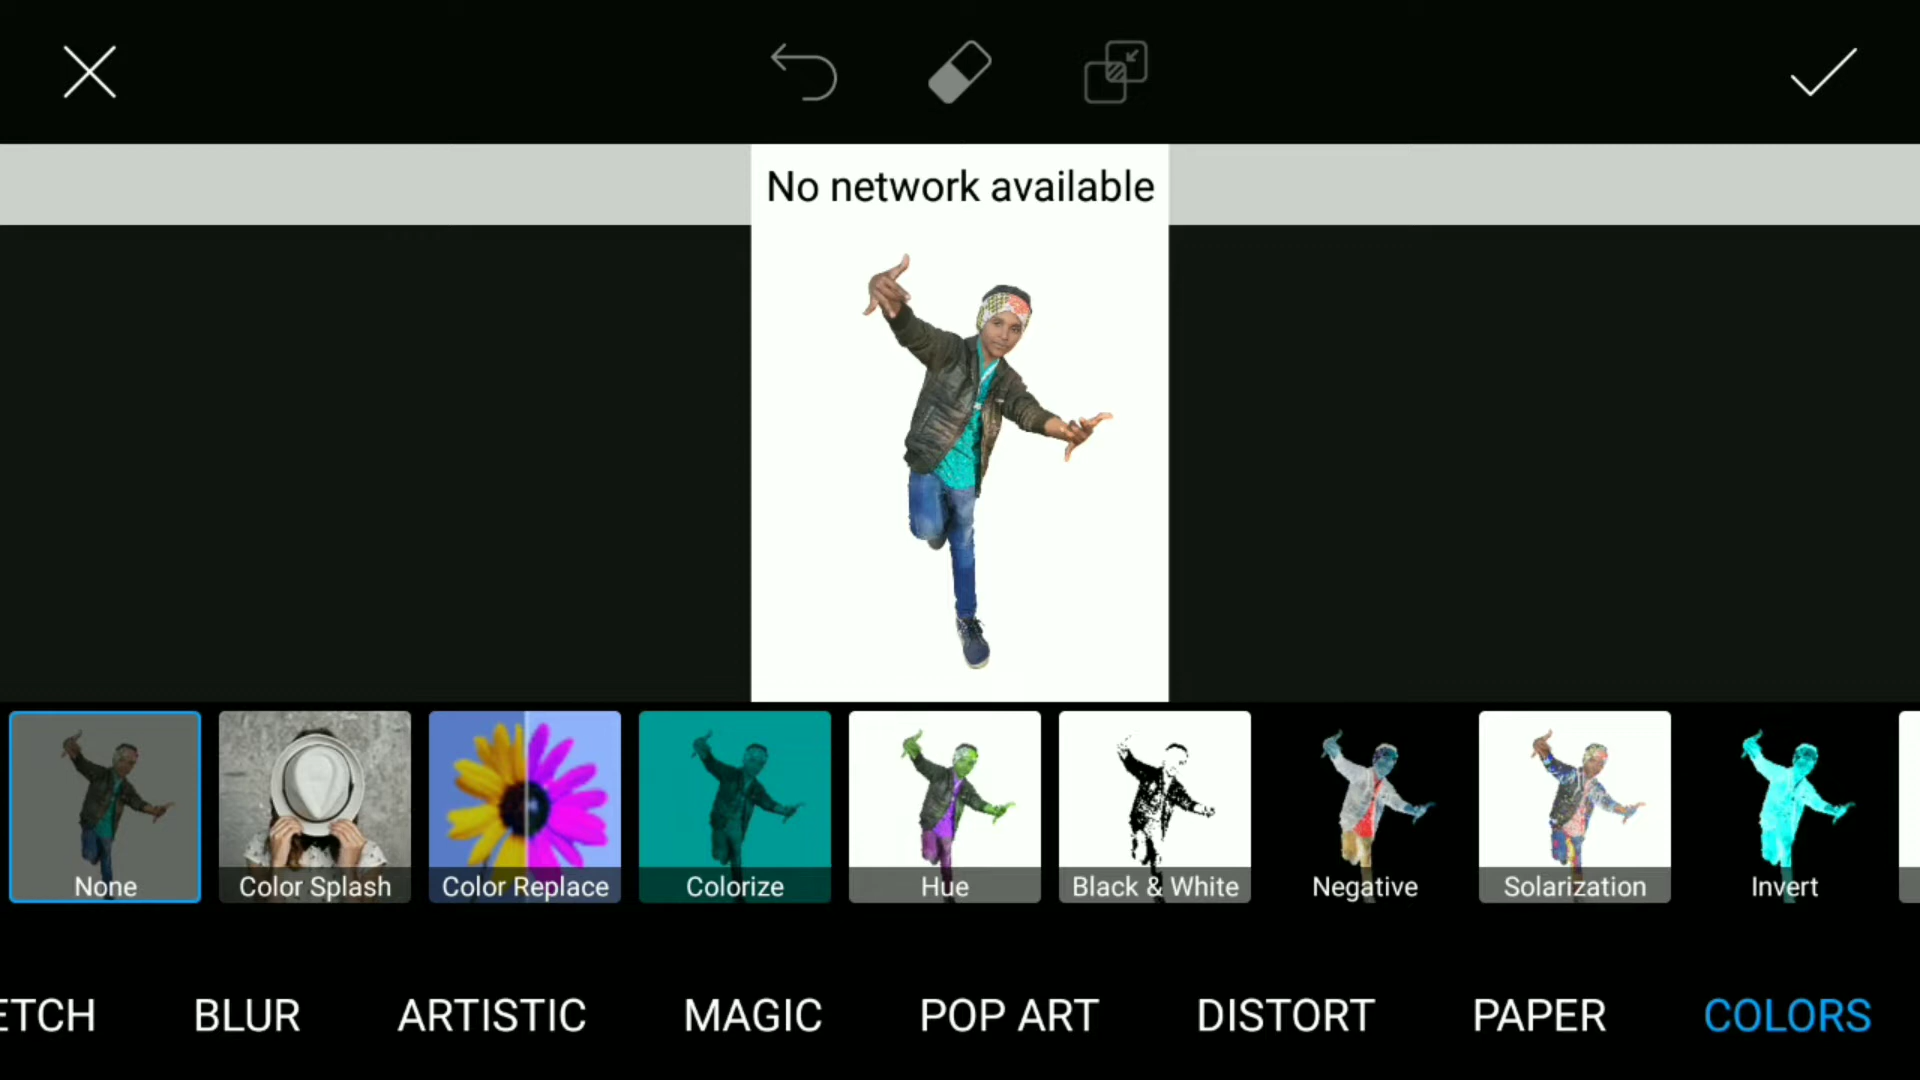 No network available
None
Color Splash
Color Replace
Colorize
Hue
Black & White
Negative
Solarization
Invert
ETCH
BLUR
ARTISTIC
MAGIC
POP ART
DISTORT
PAPER
COLORS